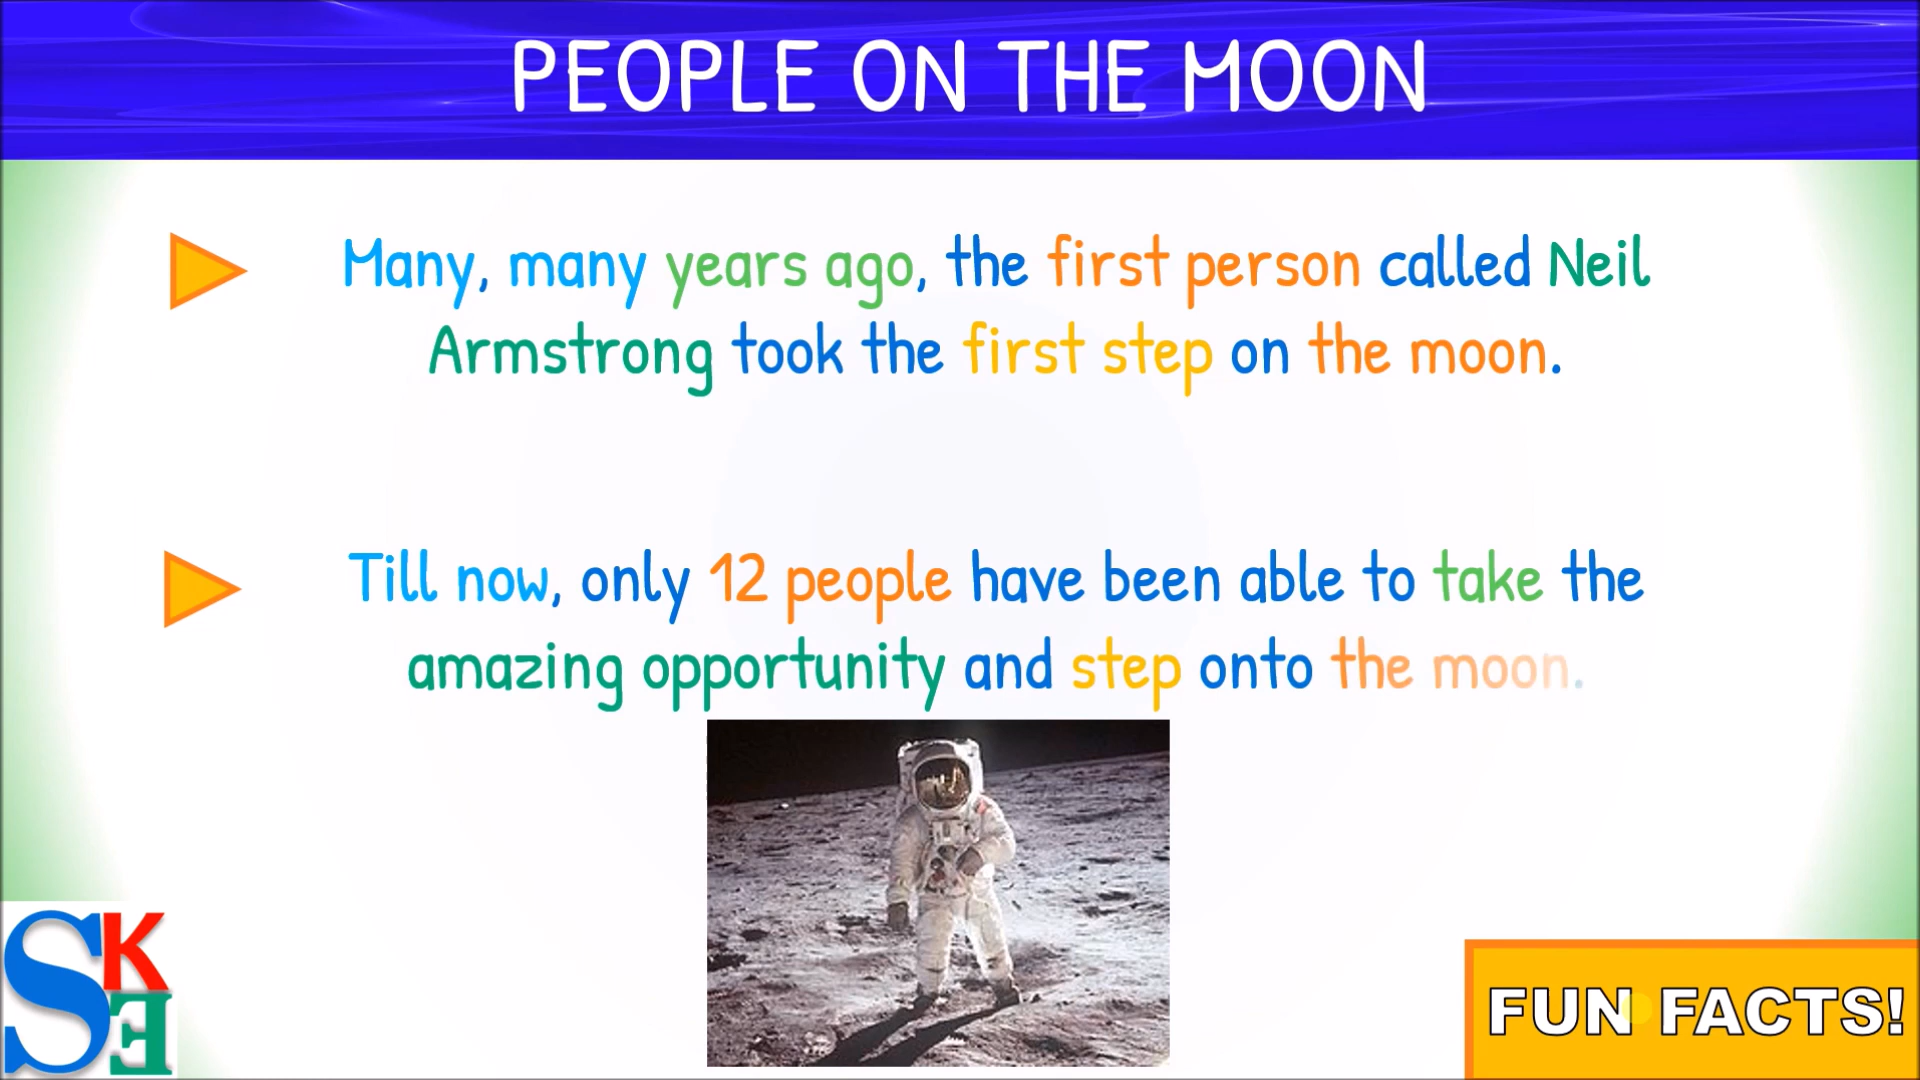 PEOPLE ON THE MOON
Many, many years ago, the first person called Neil
Armstrong took the first step on the moon.
Till now, only 12 people have been able to take the
amazing opportunity and step onto the moon.
SKE
FUN FACTS!